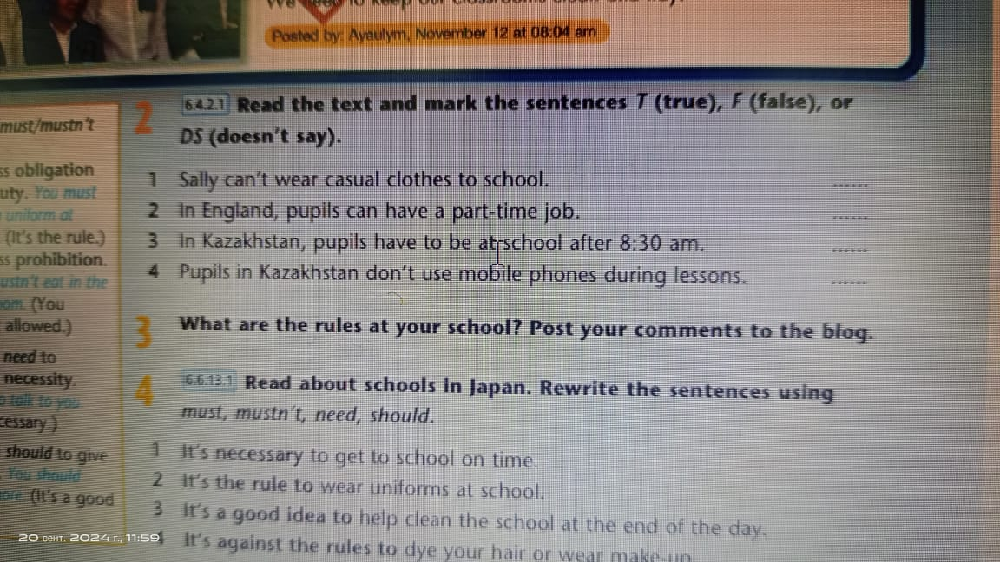 Posted by: Ayaulym, November 12 at 08:04 am
must/mustn't
obligation
You must
uniform at
(It's the rule.)
prohibition.
eat in the
(You
allowed.)
need to
necessity.
talk to you
should to give
You should
(It's a good
2 6.4.2.1 Read the text and mark the sentences T (true), F (false), or
DS (doesn't say).
1 Sally can't wear casual clothes to school. ......
2 In England, pupils can have a part-time job. ......
3 In Kazakhstan, pupils have to be at school after 8:30 am. ......
4 Pupils in Kazakhstan don't use mobile phones during lessons. ......
3 What are the rules at your school? Post your comments to the blog.
4 6.6.13.1 Read about schools in Japan. Rewrite the sentences using
must, mustn't, need, should.
1 It's necessary to get to school on time.
2 It's the rule to wear uniforms at school.
3 It's a good idea to help clean the school at the end of the day.
4 It's against the rules to dye your hair or wear make-up
20 сент. 2024 г., 11:59